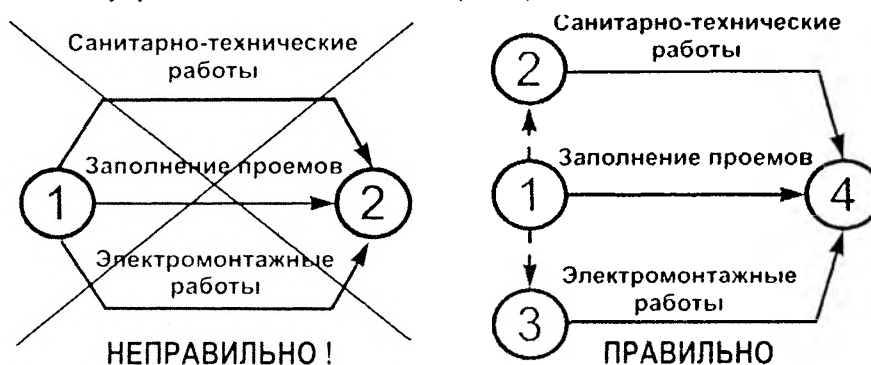 Санитарно-технические
работы
1
Заполнение проемов
2
Электромонтажные
работы
НЕПРАВИЛЬНО !
Санитарно-технические
работы
2
Заполнение проемов
1
4
Электромонтажные
работы
3
ПРАВИЛЬНО